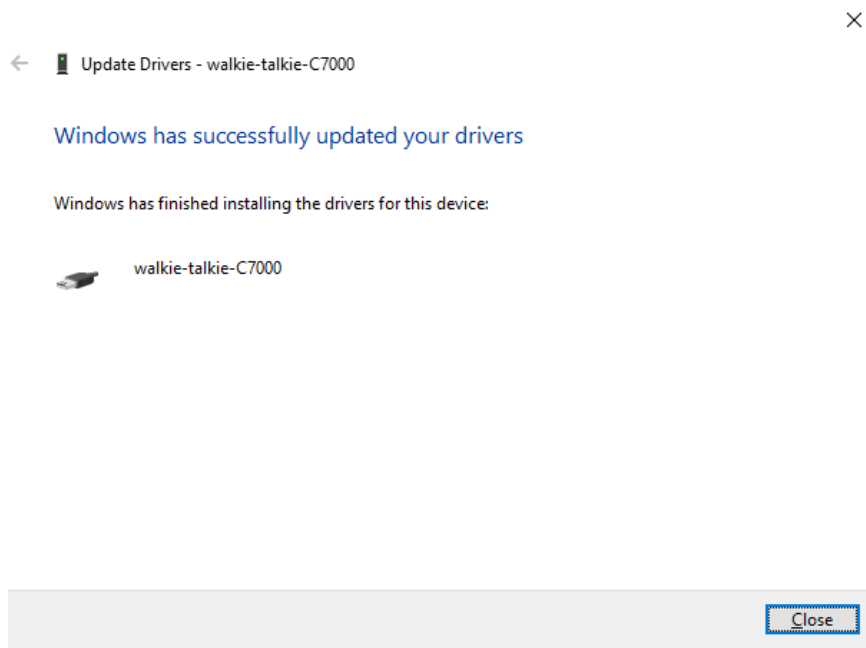 Update Drivers - walkie-talkie-C7000
Windows has successfully updated your drivers
Windows has finished installing the drivers for this device:
walkie-talkie-C7000
Close